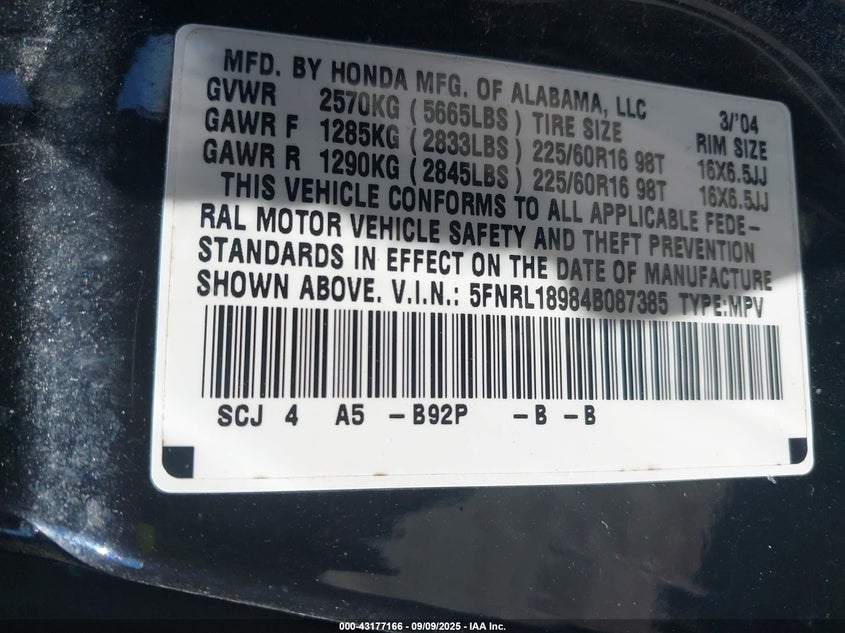 MFD. BY HONDA MFG. OF ALABAMA, LLC 3/'04
GVWR 2570KG ( 5665LBS ) TIRE SIZE RIM SIZE
GAWR F 1285KG ( 2833LBS ) 225/60R16 98T 16X6.5JJ
GAWR R 1290KG ( 2845LBS ) 225/60R16 98T 16X6.5JJ
THIS VEHICLE CONFORMS TO ALL APPLICABLE FEDE-
RAL MOTOR VEHICLE SAFETY AND THEFT PREVENTION
STANDARDS IN EFFECT ON THE DATE OF MANUFACTURE
SHOWN ABOVE. V.I.N.: 5FNRL18984B087385 TYPE:MPV
SCJ 4 A5 -B92P -B -B
000-43177166 - 09/09/2025 - IAA Inc.